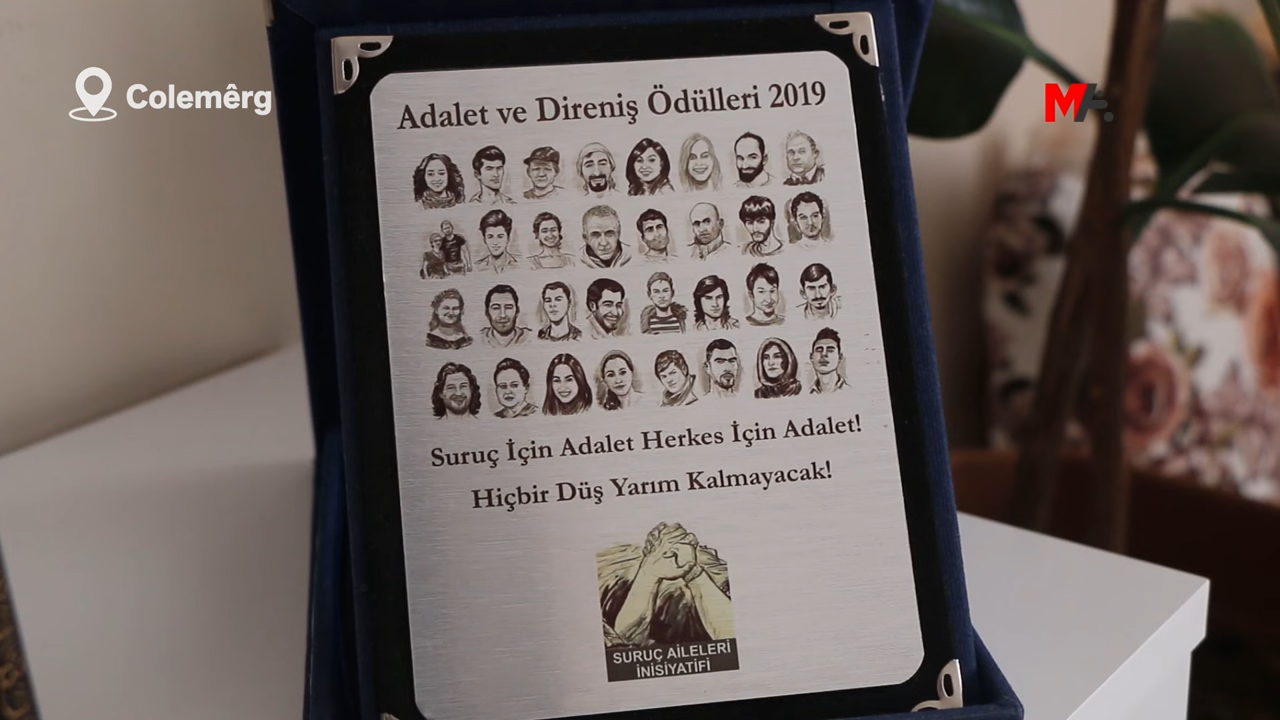 Colemêrg
MA.
Adalet ve Direniş Ödülleri 2019
Suruç İçin Adalet Herkes İçin Adalet!
Hiçbir Düş Yarım Kalmayacak!
SURUÇ AİLELERİ
İNİSİYATİFİ